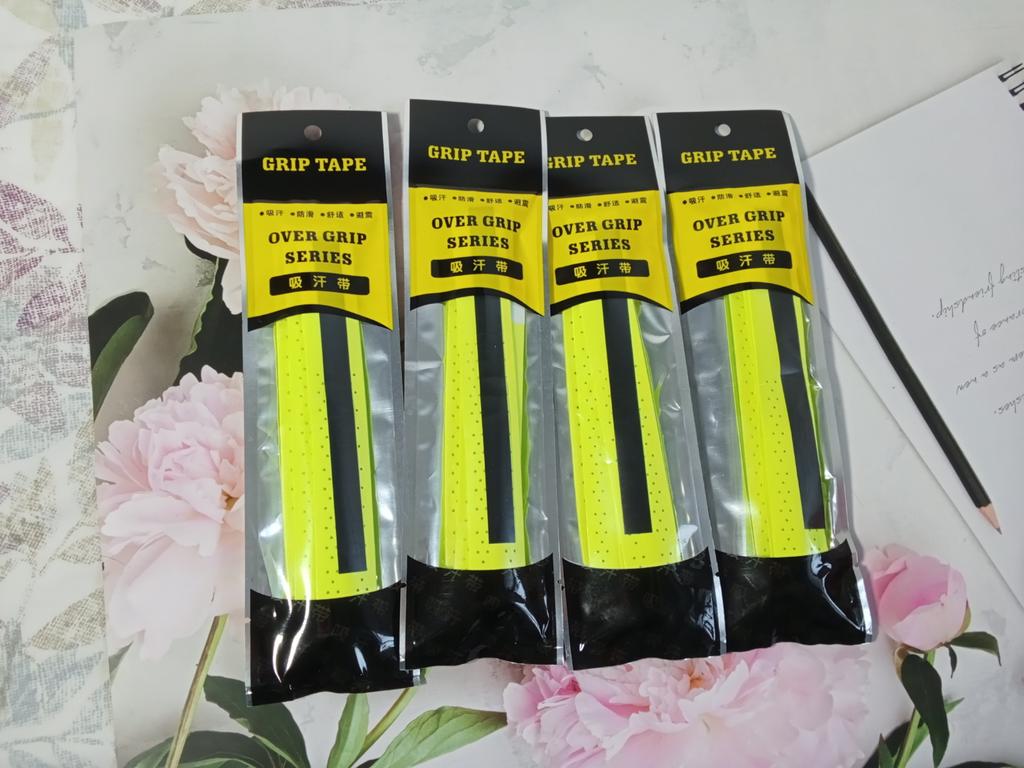 GRIP TAPE
•吸汗 •防滑 •舒适 •避震
OVER GRIP
SERIES
吸汗带
GRIP TAPE
•吸汗 •防滑 •舒适 •避震
OVER GRIP
SERIES
吸汗带
GRIP TAPE
吸汗 •防滑 •舒适 •避震
OVER GRIP
SERIES
吸汗带
GRIP TAPE
•吸汗 •防滑 •舒适 •避震
OVER GRIP
SERIES
吸汗带
friendship.
of
as a